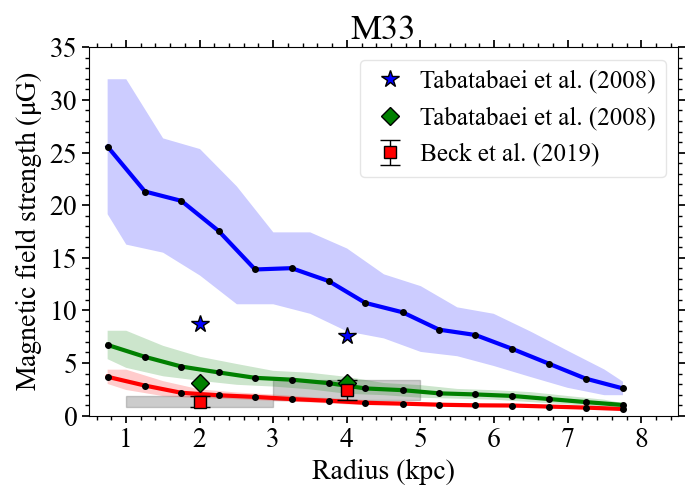 M33
Tabatabaei et al. (2008)
Tabatabaei et al. (2008)
Beck et al. (2019)
Magnetic field strength (μG)
35
30
25
20
15
10
5
0
1 2 3 4 5 6 7 8
Radius (kpc)